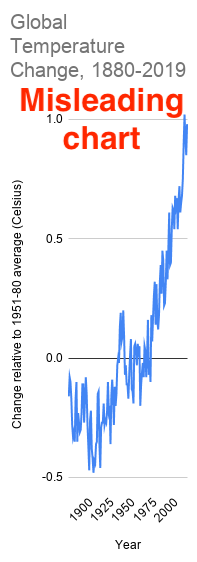 Global
Temperature
Change, 1880-2019
Misleading
chart
1.0
0.5
0.0
-0.5
Change relative to 1951-80 average (Celsius)
1900
1925
1950
1975
2000
Year